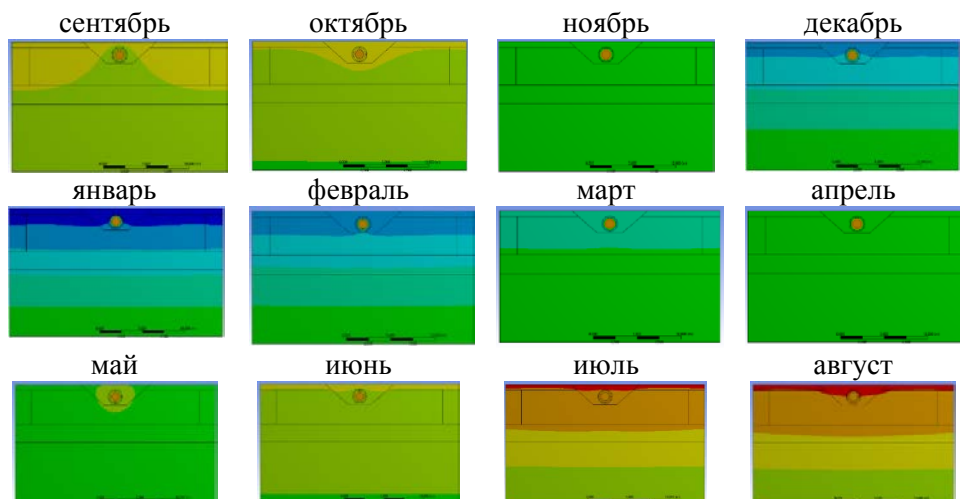 сентябрь октябрь ноябрь декабрь
январь февраль март апрель
май июнь июль август